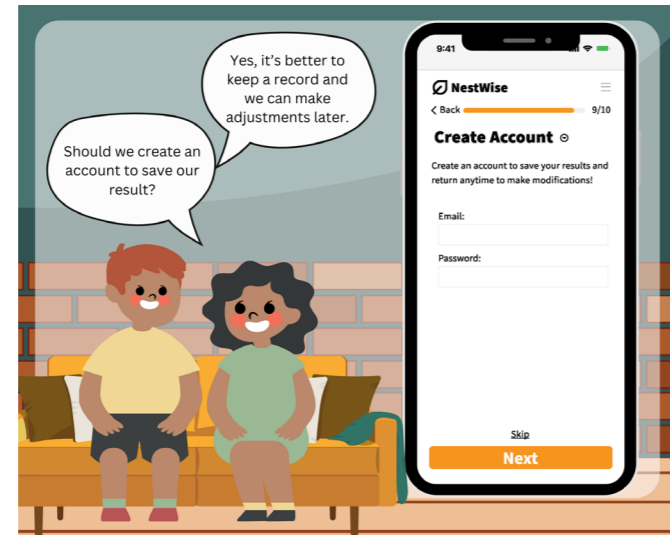 Yes, it's better to
keep a record and
we can make
adjustments later.
Should we create an
account to save our
result?
9:41
NestWise
< Back
9/10
Create Account
Create an account to save your results and
return anytime to make modifications!
Email:
Password:
Skip
Next